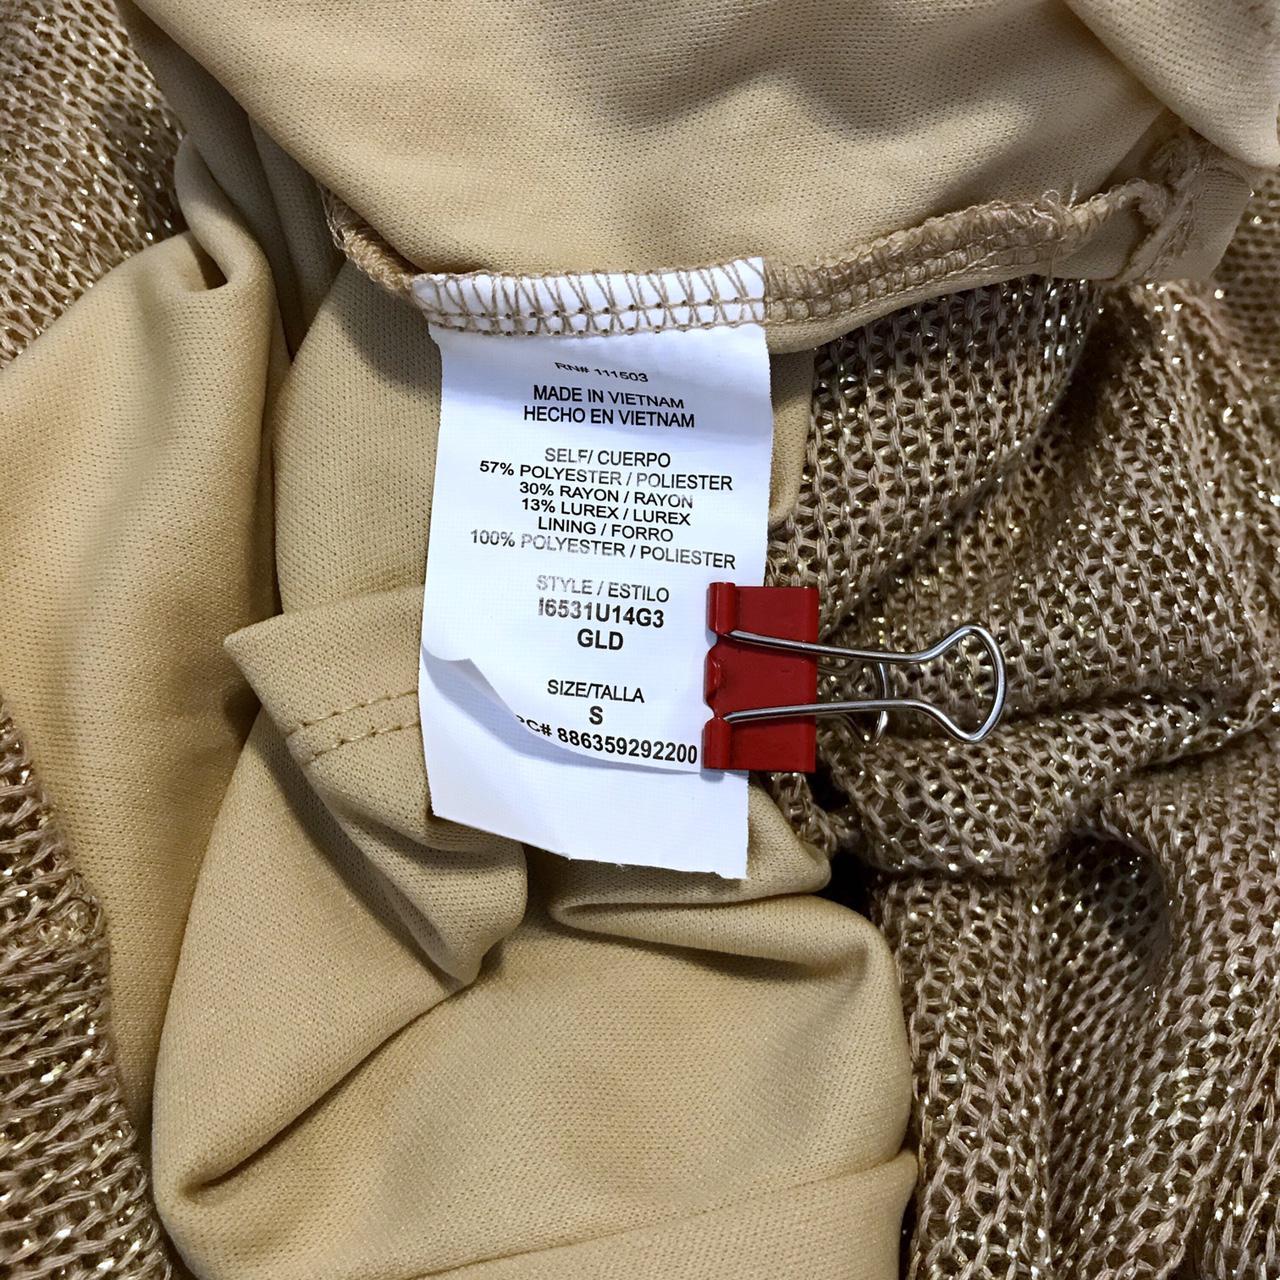 RN# 111503
MADE IN VIETNAM
HECHO EN VIETNAM
SELF/ CUERPO
57% POLYESTER / POLIESTER
30% RAYON / RAYON
13% LUREX / LUREX
LINING / FORRO
100% POLYESTER / POLIESTER
STYLE / ESTILO
I6531U14G3
GLD
SIZE/TALLA
S
PC# 886359292200